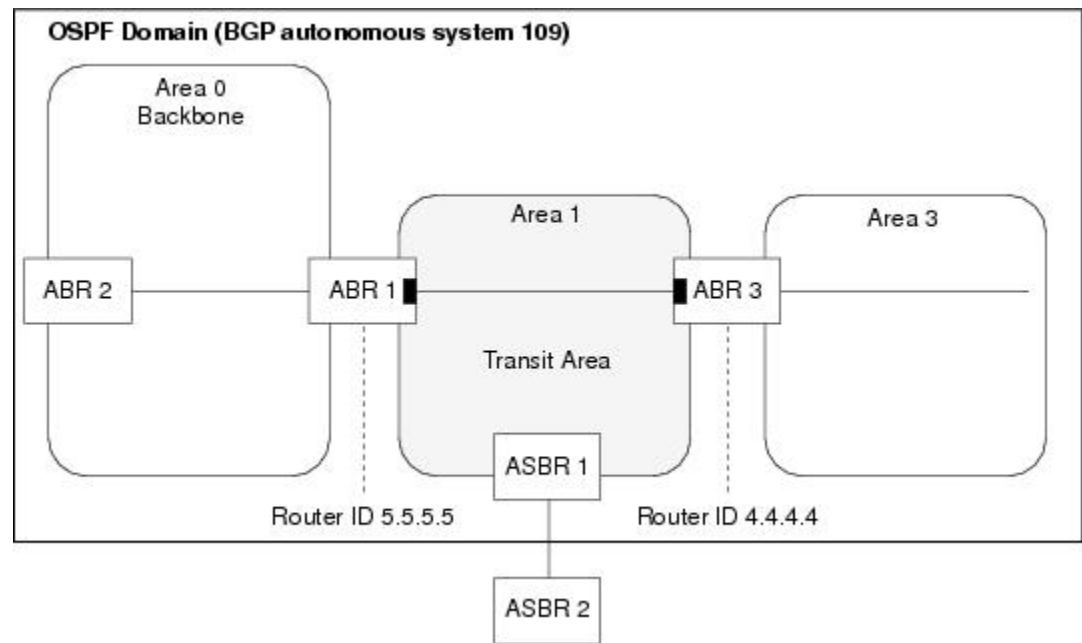 OSPF Domain (BGP autonomous system 109)
Area 0
Backbone
Area 1
Area 3
ABR 2
ABR 1
ABR 3
Transit Area
ASBR 1
Router ID 5.5.5.5
Router ID 4.4.4.4
ASBR 2